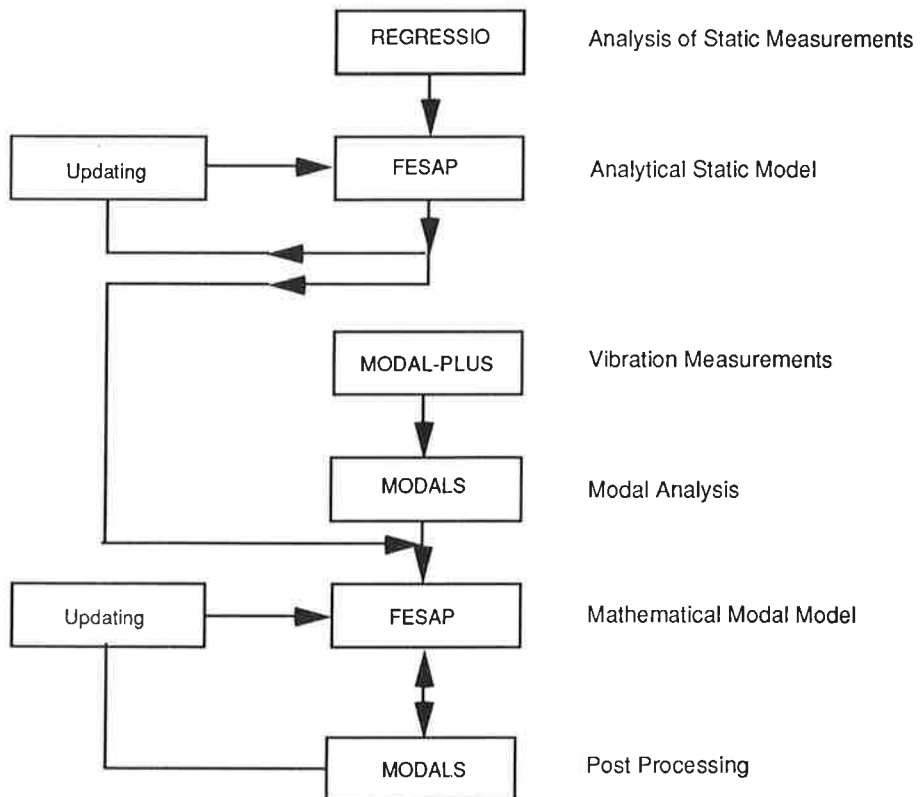 REGRESSIO
Analysis of Static Measurements
Updating
FESAP
Analytical Static Model
MODAL-PLUS
Vibration Measurements
MODALS
Modal Analysis
Updating
FESAP
Mathematical Modal Model
MODALS
Post Processing